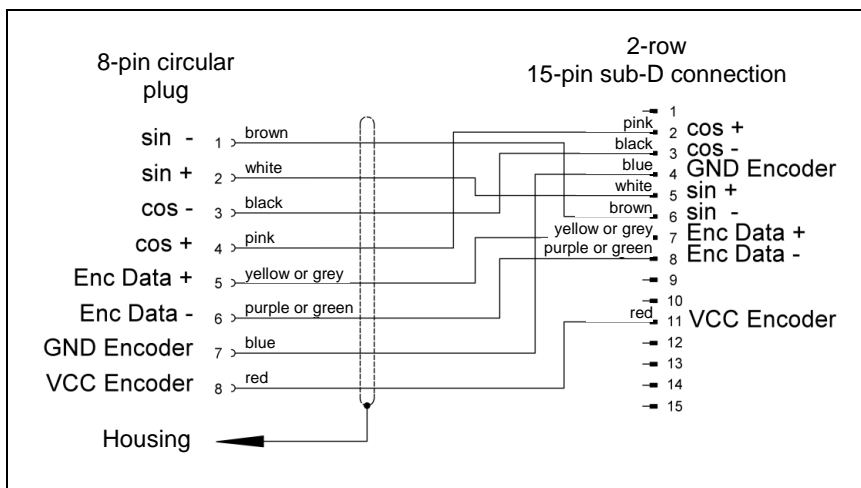 8-pin circular
plug
sin - 1 brown
sin + 2 white
cos - 3 black
cos + 4 pink
Enc Data + 5 yellow or grey
Enc Data - 6 purple or green
GND Encoder 7 blue
VCC Encoder 8 red
Housing
2-row
15-pin sub-D connection
1
pink 2 cos +
black 3 cos -
blue 4 GND Encoder
white 5 sin +
brown 6 sin -
yellow or grey 7 Enc Data +
purple or green 8 Enc Data -
9
10
red 11 VCC Encoder
12
13
14
15